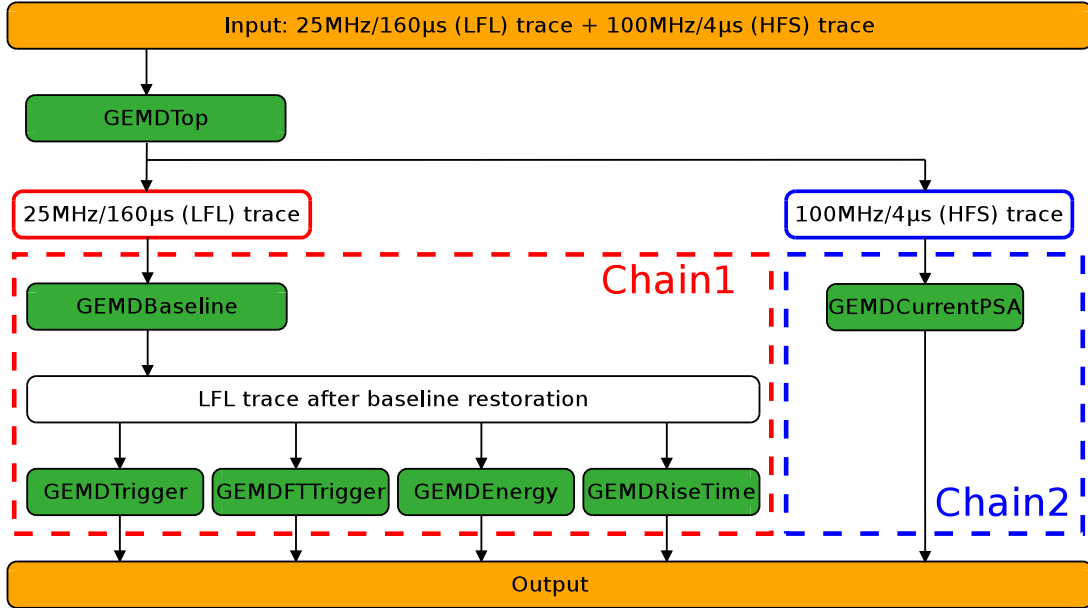 Input: 25MHz/160μs (LFL) trace + 100MHz/4μs (HFS) trace
GEMDTop
25MHz/160μs (LFL) trace
100MHz/4μs (HFS) trace
Chain1
GEMDBaseline
GEMDCurrentPSA
LFL trace after baseline restoration
GEMDTrigger
GEMDFTTrigger
GEMDEnergy
GEMDRiseTime
Chain2
Output